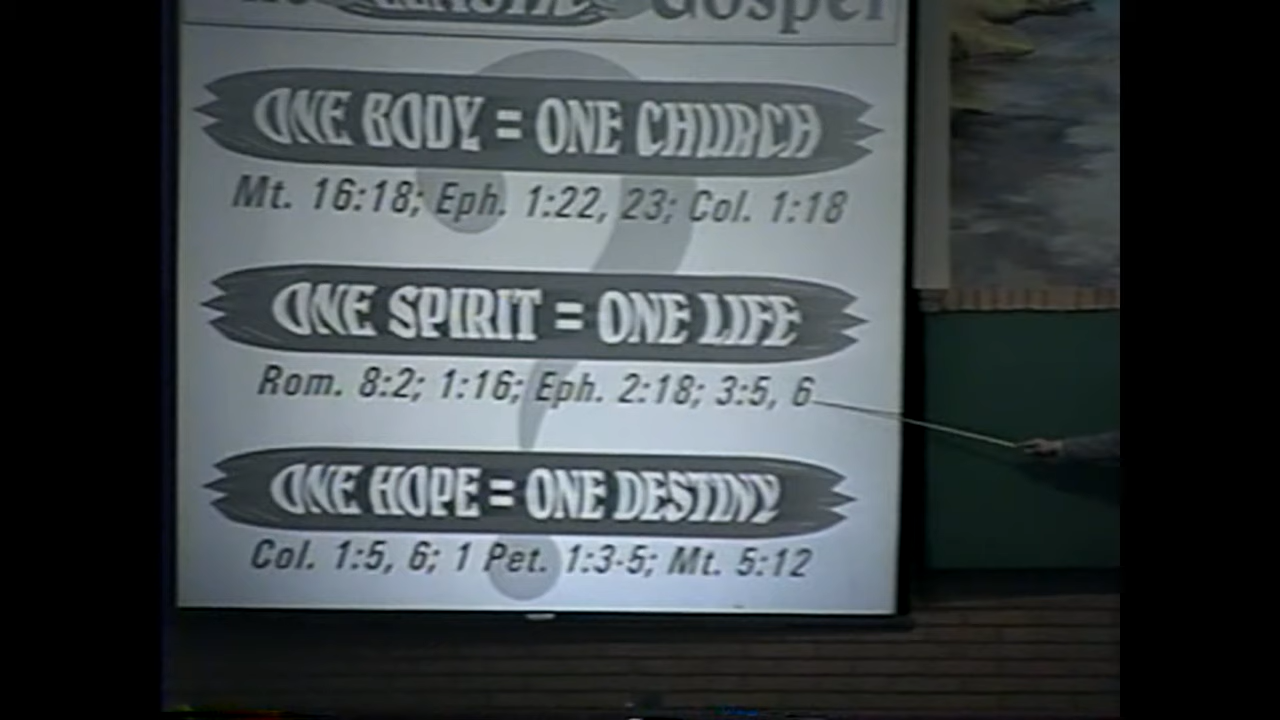 Gospel
ONE BODY = ONE CHURCH
Mt. 16:18; Eph. 1:22, 23; Col. 1:18
ONE SPIRIT = ONE LIFE
Rom. 8:2; 1:16; Eph. 2:18; 3:5, 6
ONE HOPE = ONE DESTINY
Col. 1:5, 6; 1 Pet. 1:3-5; Mt. 5:12